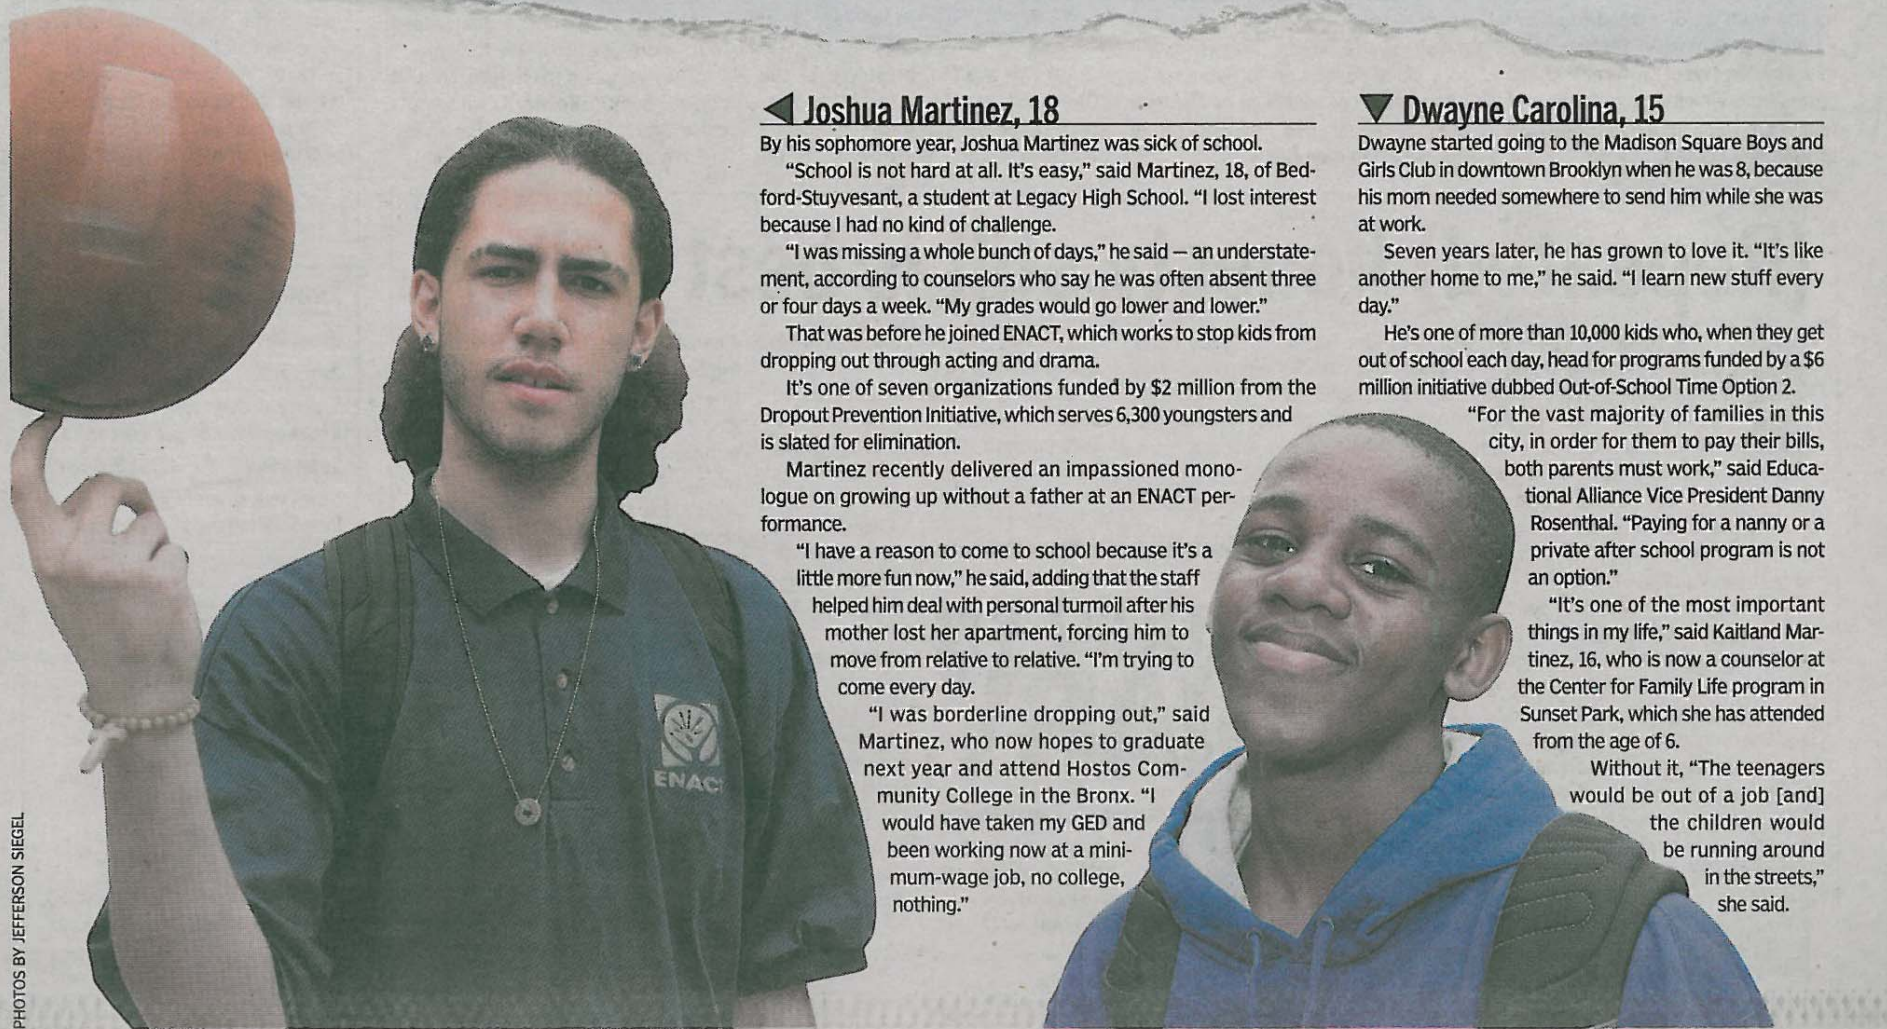 Joshua Martinez, 18
By his sophomore year, Joshua Martinez was sick of school.
"School is not hard at all. It's easy," said Martinez, 18, of Bed-
ford-Stuyvesant, a student at Legacy High School. "I lost interest
because I had no kind of challenge.
"I was missing a whole bunch of days," he said — an understate-
ment, according to counselors who say he was often absent three
or four days a week. "My grades would go lower and lower."
That was before he joined ENACT, which works to stop kids from
dropping out through acting and drama.
It's one of seven organizations funded by $2 million from the
Dropout Prevention Initiative, which serves 6,300 youngsters and
is slated for elimination.
Martinez recently delivered an impassioned mono-
logue on growing up without a father at an ENACT per-
formance.
"I have a reason to come to school because it's a
little more fun now," he said, adding that the staff
helped him deal with personal turmoil after his
mother lost her apartment, forcing him to
move from relative to relative. "I'm trying to
come every day.
"I was borderline dropping out," said
Martinez, who now hopes to graduate
next year and attend Hostos Com-
munity College in the Bronx. "I
would have taken my GED and
been working now at a mini-
mum-wage job, no college,
nothing."
Dwayne Carolina, 15
Dwayne started going to the Madison Square Boys and
Girls Club in downtown Brooklyn when he was 8, because
his mom needed somewhere to send him while she was
at work.
Seven years later, he has grown to love it. "It's like
another home to me," he said. "I learn new stuff every
day."
He's one of more than 10,000 kids who, when they get
out of school each day, head for programs funded by a $6
million initiative dubbed Out-of-School Time Option 2.
"For the vast majority of families in this
city, in order for them to pay their bills,
both parents must work," said Educa-
tional Alliance Vice President Danny
Rosenthal. "Paying for a nanny or a
private after school program is not
an option."
"It's one of the most important
things in my life," said Kaitland Mar-
tinez, 16, who is now a counselor at
the Center for Family Life program in
Sunset Park, which she has attended
from the age of 6.
Without it, "The teenagers
would be out of a job [and]
the children would
be running around
in the streets,"
she said.
ENACT
PHOTOS BY JEFFERSON SIEGEL